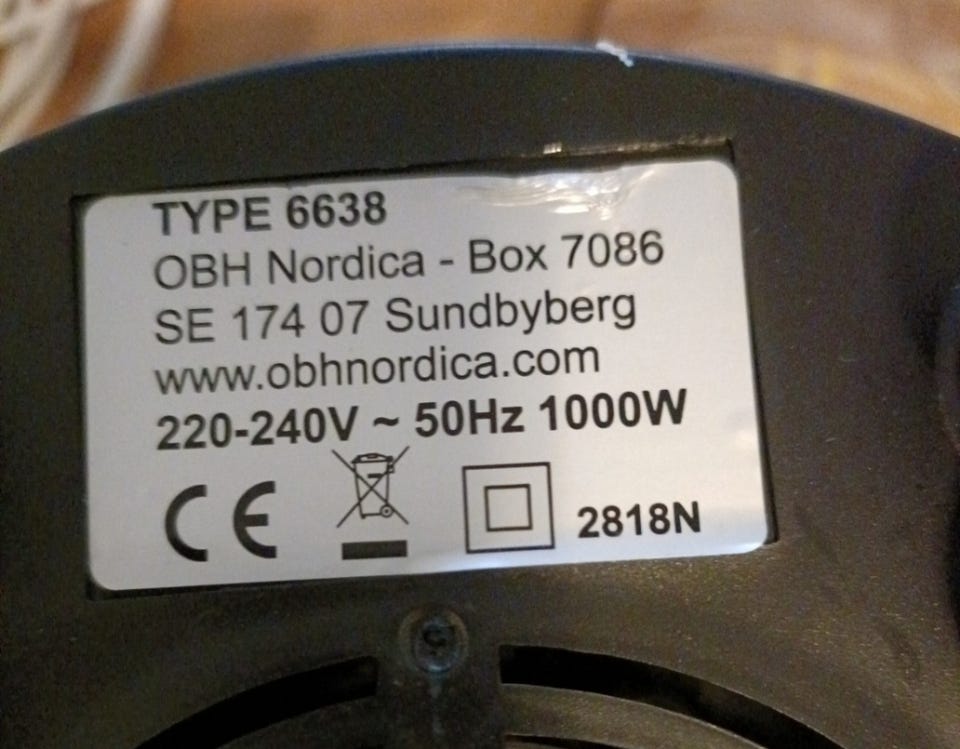 TYPE 6638
OBH Nordica - Box 7086
SE 174 07 Sundbyberg
www.obhnordica.com
220-240V ~ 50Hz 1000W
CE 2818N